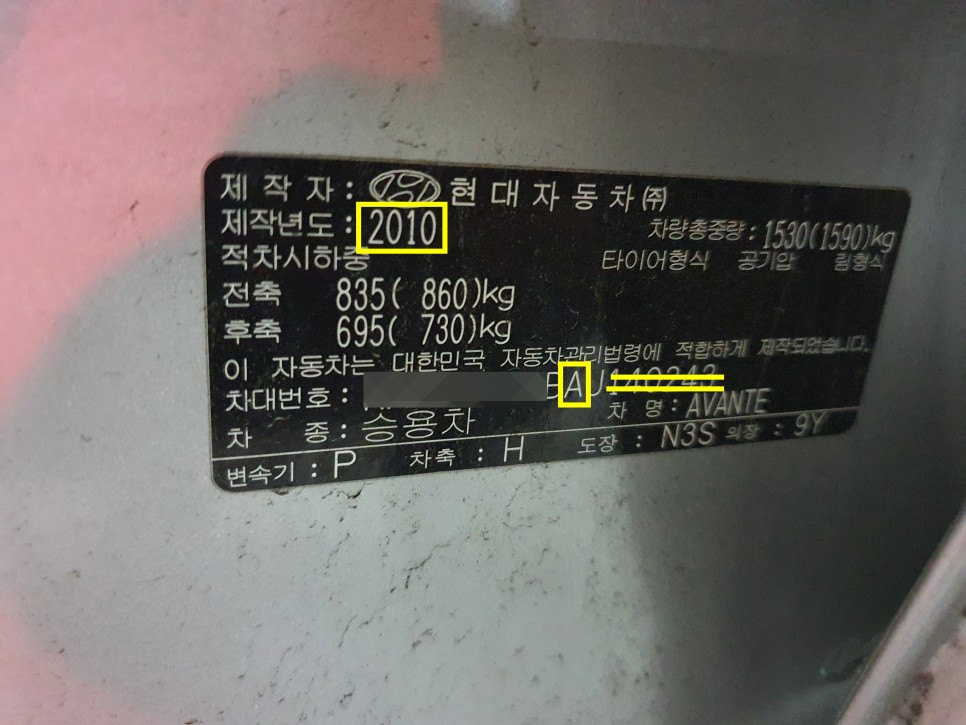 제 작 자 : 현 대 자 동 차 ㈜
제작년도 : 2010 차량총중량 : 1530(1590)kg
적차시하중 타이어형식 공기압 림형식
전축 835( 860)kg
후축 695( 730)kg
이 자동차는 대한민국 자동차관리법령에 적합하게 제작되었습니다.
차대번호 : BAU140243
차 종 : 승용차 차 명 : AVANTE
변속기 : P 차축 : H 도장 : N3S 의장 : 9Y